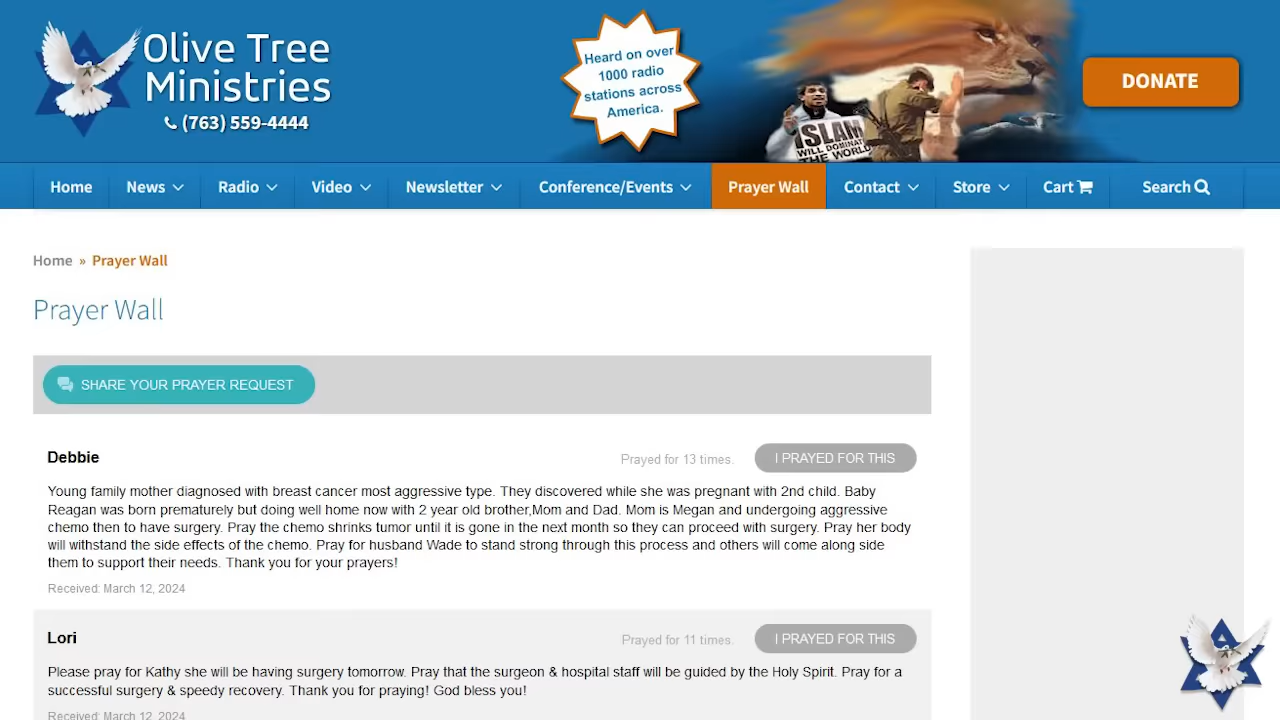 Olive Tree
Ministries
(763) 559-4444
Heard on over
1000 radio
stations across
America.
ISLAM
WILL DOMINATE
THE WORLD
DONATE
Home News Radio Video Newsletter Conference/Events Prayer Wall Contact Store Cart Search
Home » Prayer Wall
Prayer Wall
SHARE YOUR PRAYER REQUEST
Debbie Prayed for 13 times. I PRAYED FOR THIS
Young family mother diagnosed with breast cancer most aggressive type. They discovered while she was pregnant with 2nd child. Baby
Reagan was born prematurely but doing well home now with 2 year old brother,Mom and Dad. Mom is Megan and undergoing aggressive
chemo then to have surgery. Pray the chemo shrinks tumor until it is gone in the next month so they can proceed with surgery. Pray her body
will withstand the side effects of the chemo. Pray for husband Wade to stand strong through this process and others will come along side
them to support their needs. Thank you for your prayers!
Received: March 12, 2024
Lori Prayed for 11 times. I PRAYED FOR THIS
Please pray for Kathy she will be having surgery tomorrow. Pray that the surgeon & hospital staff will be guided by the Holy Spirit. Pray for a
successful surgery & speedy recovery. Thank you for praying! God bless you!
Received: March 12, 2024